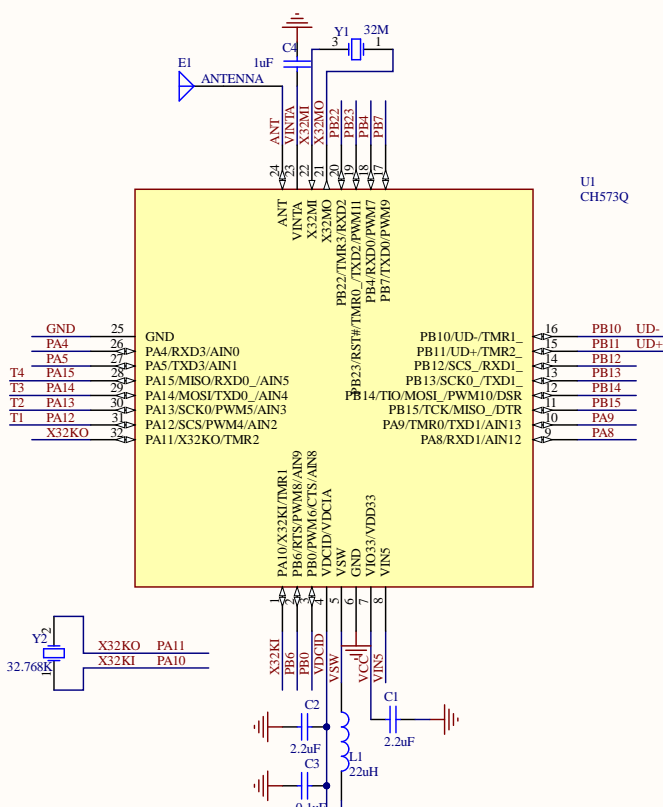 Y1
32M
3
1
C4
1uF
E1
ANTENNA
ANT
VINTA
X32MI
X32MO
PB22
PB23
PB4
PB7
24
23
22
21
20
19
18
17
U1
CH573Q
ANT
VINTA
X32MI
X32MO
PB22/TMR3/RXD2
PB23/RST#/TMR0_/TXD2/PWM11
PB4/RXD0/PWM7
PB7/TXD0/PWM9
GND 25 GND
PA4 26 PA4/RXD3/AIN0
PA5 27 PA5/TXD3/AIN1
T4 PA15 28 PA15/MISO/RXD0_/AIN5
T3 PA14 29 PA14/MOSI/TXD0_/AIN4
T2 PA13 30 PA13/SCK0/PWM5/AIN3
T1 PA12 31 PA12/SCS/PWM4/AIN2
X32KO 32 PA11/X32KO/TMR2
PB10/UD-/TMR1_ 16 PB10 UD-
PB11/UD+/TMR2_ 15 PB11 UD+
PB12/SCS_/RXD1_ 14 PB12
PB13/SCK0_/TXD1_ 13 PB13
PB14/TIO/MOSI_/PWM10/DSR 12 PB14
PB15/TCK/MISO_/DTR 11 PB15
PA9/TMR0/TXD1/AIN13 10 PA9
PA8/RXD1/AIN12 9 PA8
PA10/X32KI/TMR1
PB6/RTS/PWM8/AIN9
PB0/PWM6/CTS/AIN8
VDCID/VDCIA
VSW
GND
VIO33/VDD33
VIN5
1
2
3
4
5
6
7
8
X32KI
PB6
PB0
VDCID
VSW
VCC
VIN5
Y2
2
1
32.768K
X32KO PA11
X32KI PA10
C2
2.2uF
C1
2.2uF
L1
22uH
C3
0.1uF